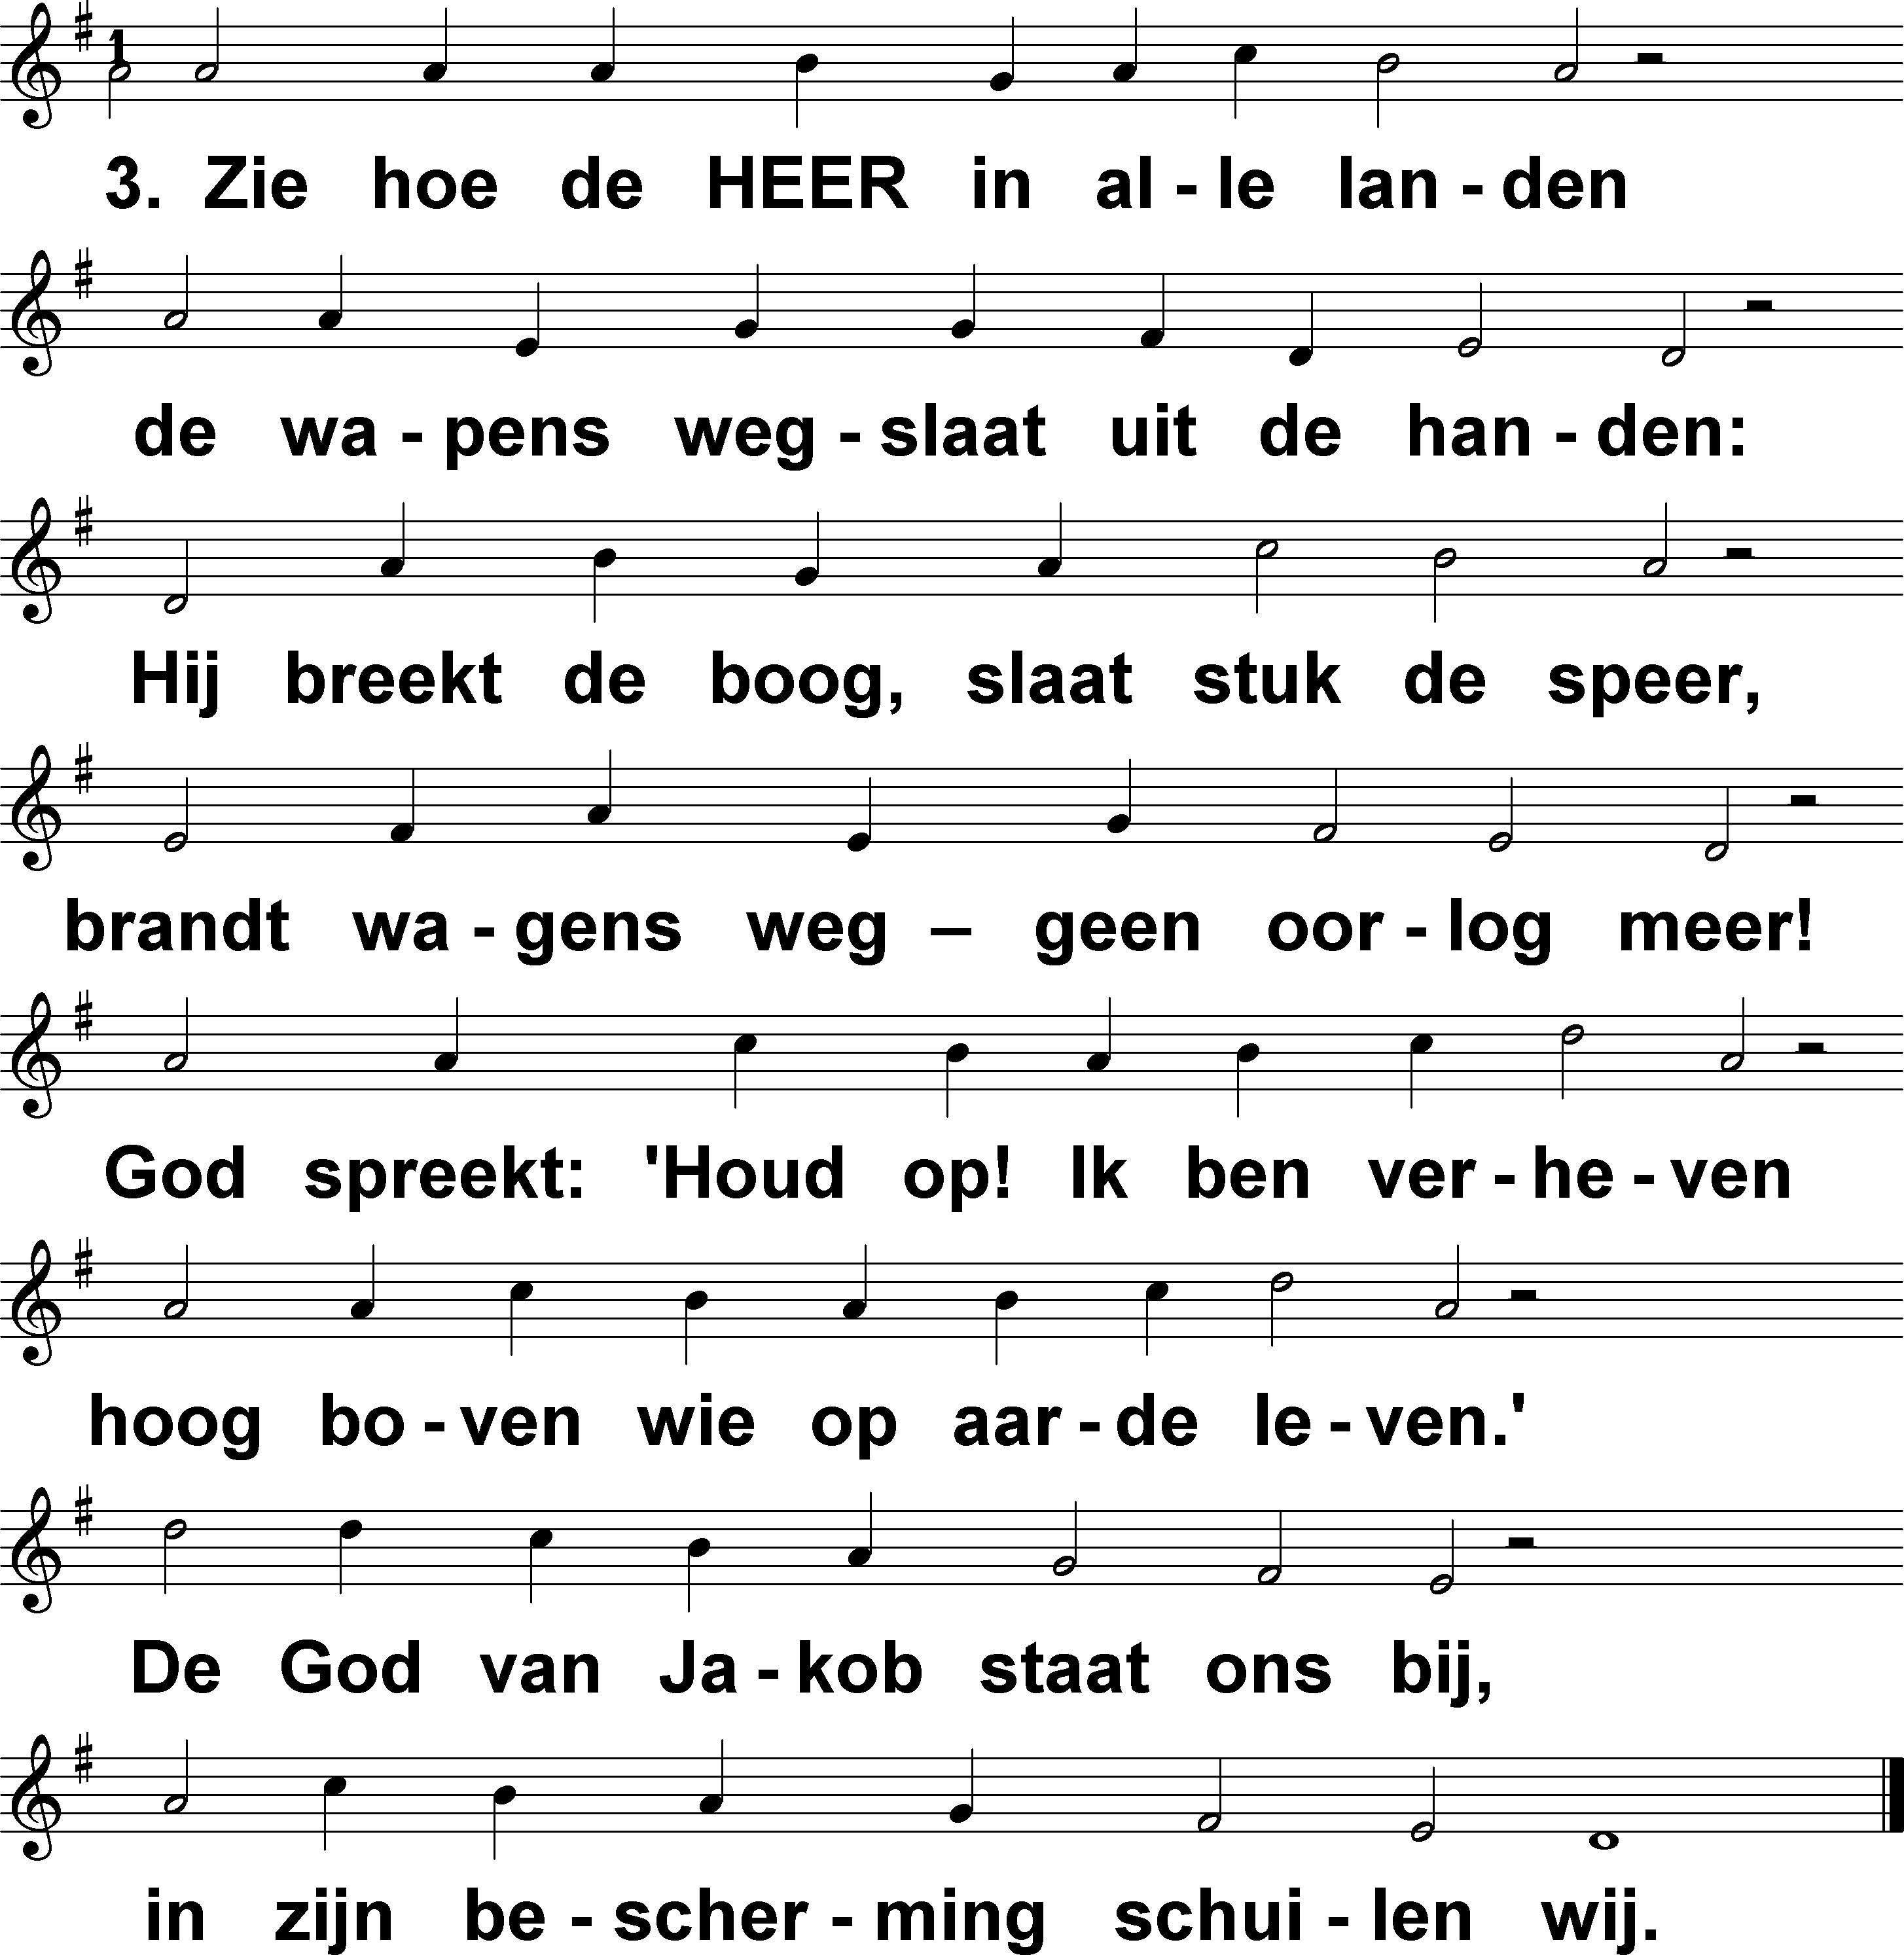 3. Zie hoe de HEER in al - le lan - den
de wa - pens weg - slaat uit de han - den:
Hij breekt de boog, slaat stuk de speer,
brandt wa - gens weg – geen oor - log meer!
God spreekt: 'Houd op! Ik ben ver - he - ven
hoog bo - ven wie op aar - de le - ven.'
De God van Ja - kob staat ons bij,
in zijn be - scher - ming schui - len wij.